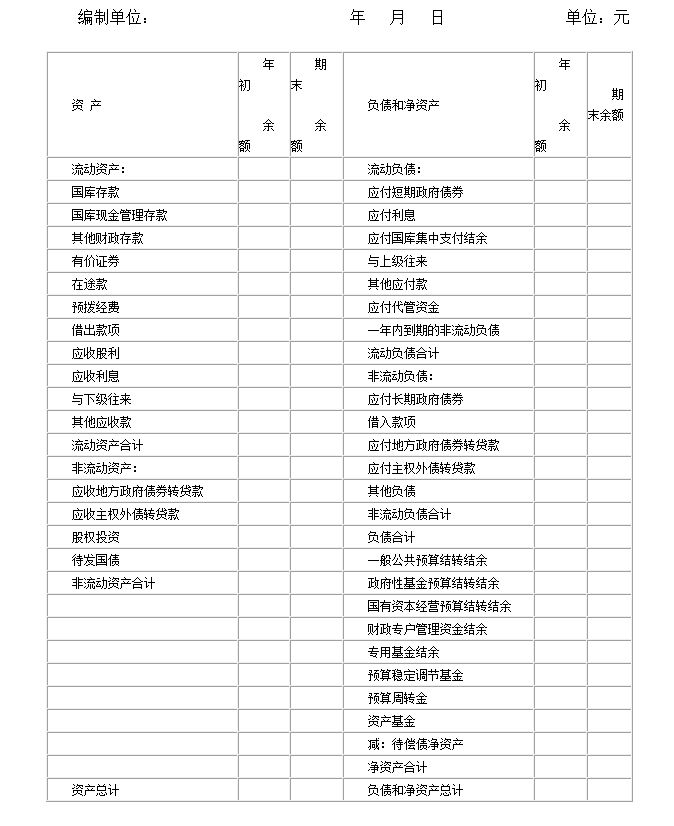 编制单位： 年 月 日 单位：元
资 产 年初余额 期末余额 负债和净资产 年初余额 期末余额
流动资产： 流动负债：
国库存款 应付短期政府债券
国库现金管理存款 应付利息
其他财政存款 应付国库集中支付结余
有价证券 与上级往来
在途款 其他应付款
预拨经费 应付代管资金
借出款项 一年内到期的非流动负债
应收股利 流动负债合计
应收利息 非流动负债：
与下级往来 应付长期政府债券
其他应收款 借入款项
流动资产合计 应付地方政府债券转贷款
非流动资产： 应付主权外债转贷款
应收地方政府债券转贷款 其他负债
应收主权外债转贷款 非流动负债合计
股权投资 负债合计
待发国债 一般公共预算结转结余
非流动资产合计 政府性基金预算结转结余
国有资本经营预算结转结余
财政专户管理资金结余
专用基金结余
预算稳定调节基金
预算周转金
资产基金
减：待偿债净资产
净资产合计
资产总计 负债和净资产总计